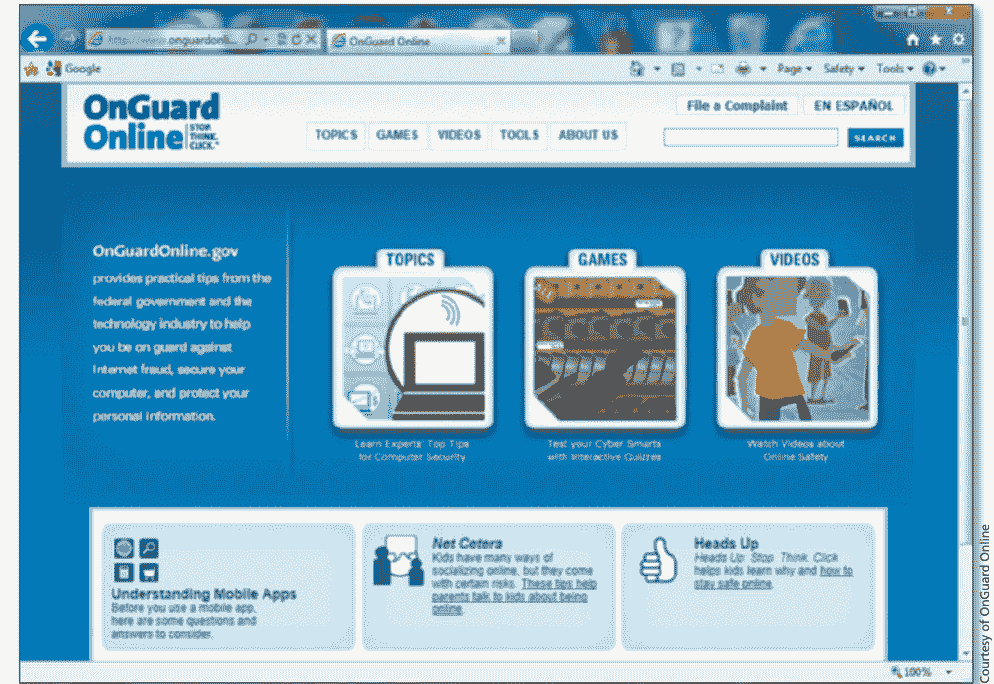 http://www.onguardonli...
OnGuard Online
Google
Page
Safety
Tools
OnGuard
Online
STOP.
THINK.
CLICK.
File a Complaint
EN ESPAÑOL
TOPICS
GAMES
VIDEOS
TOOLS
ABOUT US
SEARCH
OnGuardOnline.gov
provides practical tips from the
federal government and the
technology industry to help
you be on guard against
Internet fraud, secure your
computer, and protect your
personal information.
TOPICS
GAMES
VIDEOS
Learn Experts' Top Tips
for Computer Security
Test your Cyber Smarts
with Interactive Quizzes
Watch Videos about
Online Safety
Understanding Mobile Apps
Before you use a mobile app,
here are some questions and
answers to consider.
Net Cetera
Kids have many ways of
socializing online, but they come
with certain risks. These tips help
parents talk to kids about being
online.
Heads Up
Heads Up: Stop. Think. Click
helps kids learn why and how to
stay safe online.
100%
Courtesy of OnGuard Online